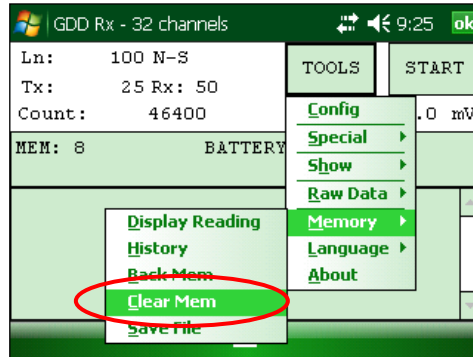 GDD Rx - 32 channels 9:25 ok
Ln: 100 N-S
Tx: 25 Rx: 50
Count: 46400
TOOLS
START
.0 mV
MEM: 8 BATTERY
Config
Special
Show
Raw Data
Memory
Language
About
Display Reading
History
Back Mem
Clear Mem
Save File